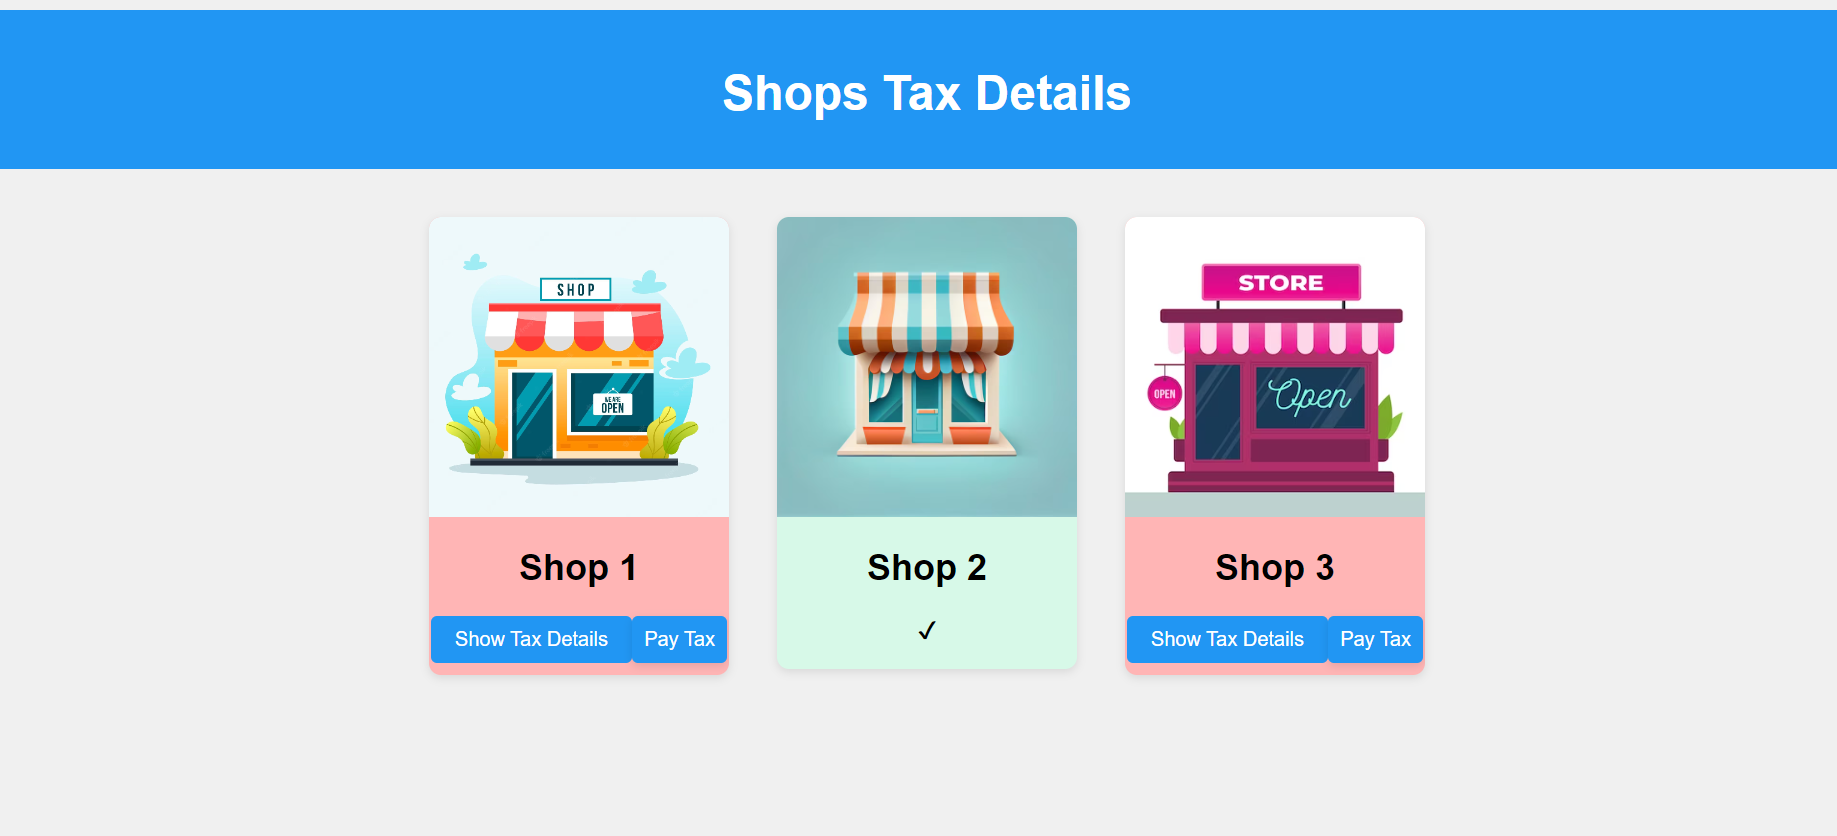 Shops Tax Details
SHOP
WE ARE
OPEN
STORE
OPEN
Open
Shop 1
Shop 2
Shop 3
Show Tax Details
Pay Tax
✓
Show Tax Details
Pay Tax